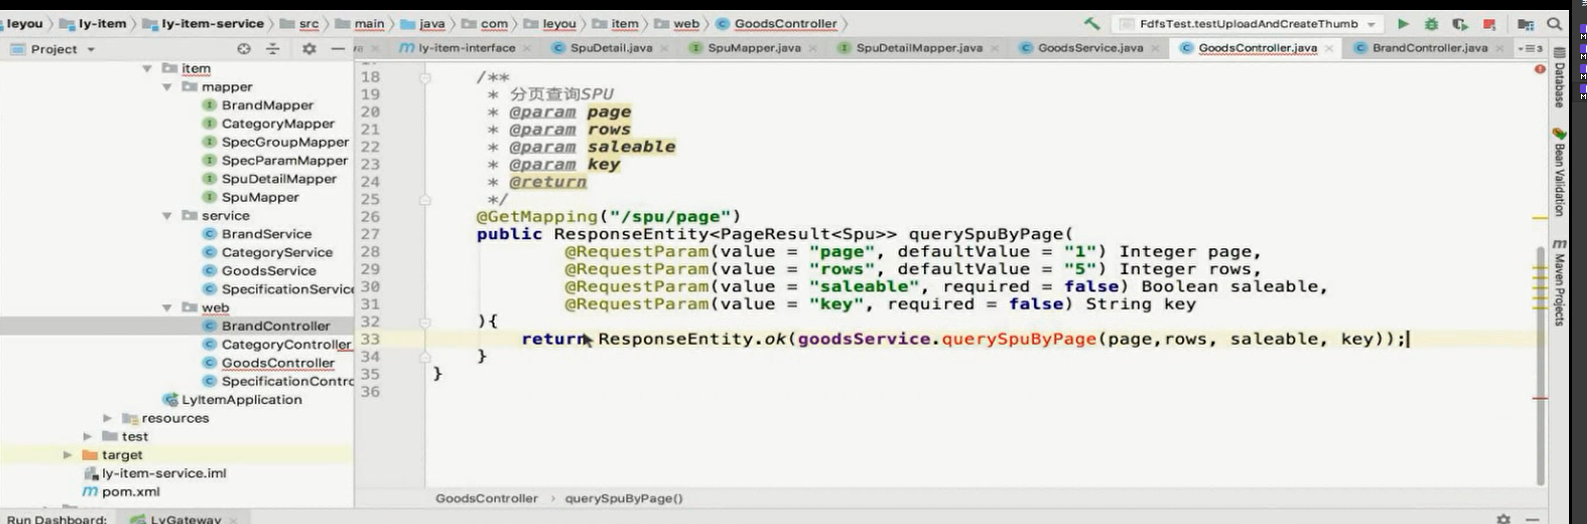 leyou ly-item ly-item-service src main java com leyou item web GoodsController FdfsTest.testUploadAndCreateThumb
Project ly-item-interface SpuDetail.java SpuMapper.java SpuDetailMapper.java GoodsService.java GoodsController.java BrandController.java
item
mapper
BrandMapper
CategoryMapper
SpecGroupMapper
SpecParamMapper
SpuDetailMapper
SpuMapper
service
BrandService
CategoryService
GoodsService
SpecificationService
web
BrandController
CategoryController
GoodsController
SpecificationContro
LyItemApplication
resources
test
target
ly-item-service.iml
pom.xml
18 /**
19 * 分页查询SPU
20 * @param page
21 * @param rows
22 * @param saleable
23 * @param key
24 * @return
25 */
26 @GetMapping("/spu/page")
27 public ResponseEntity<PageResult<Spu>> querySpuByPage(
28 @RequestParam(value = "page", defaultValue = "1") Integer page,
29 @RequestParam(value = "rows", defaultValue = "5") Integer rows,
30 @RequestParam(value = "saleable", required = false) Boolean saleable,
31 @RequestParam(value = "key", required = false) String key
32 ){
33 return ResponseEntity.ok(goodsService.querySpuByPage(page,rows, saleable, key));
34 }
35 }
36
GoodsController querySpuByPage()
Run Dashboard: LyGateway
Database
Bean Validation
Maven Projects